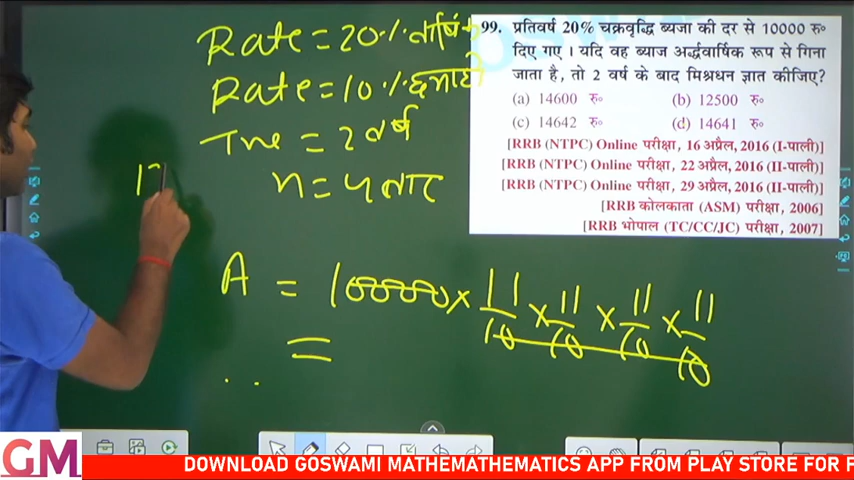 Rate = 20% वार्षिक
Rate = 10% छमाही
Time = 2 वर्ष
n = 4 बार
A = 10000 × 11/10 × 11/10 × 11/10 × 11/10
=
99. प्रतिवर्ष 20% चक्रवृद्धि ब्यजा की दर से 10000 रु०
दिए गए । यदि वह ब्याज अर्द्धवार्षिक रूप से गिना
जाता है, तो 2 वर्ष के बाद मिश्रधन ज्ञात कीजिए?
(a) 14600 रु० (b) 12500 रु०
(c) 14642 रु० (d) 14641 रु०
[RRB (NTPC) Online परीक्षा, 16 अप्रैल, 2016 (I-पाली)]
[RRB (NTPC) Online परीक्षा, 22 अप्रैल, 2016 (II-पाली)]
[RRB (NTPC) Online परीक्षा, 29 अप्रैल, 2016 (II-पाली)]
[RRB कोलकाता (ASM) परीक्षा, 2006]
[RRB भोपाल (TC/CC/JC) परीक्षा, 2007]
GM
DOWNLOAD GOSWAMI MATHEMATHEMATICS APP FROM PLAY STORE FOR F